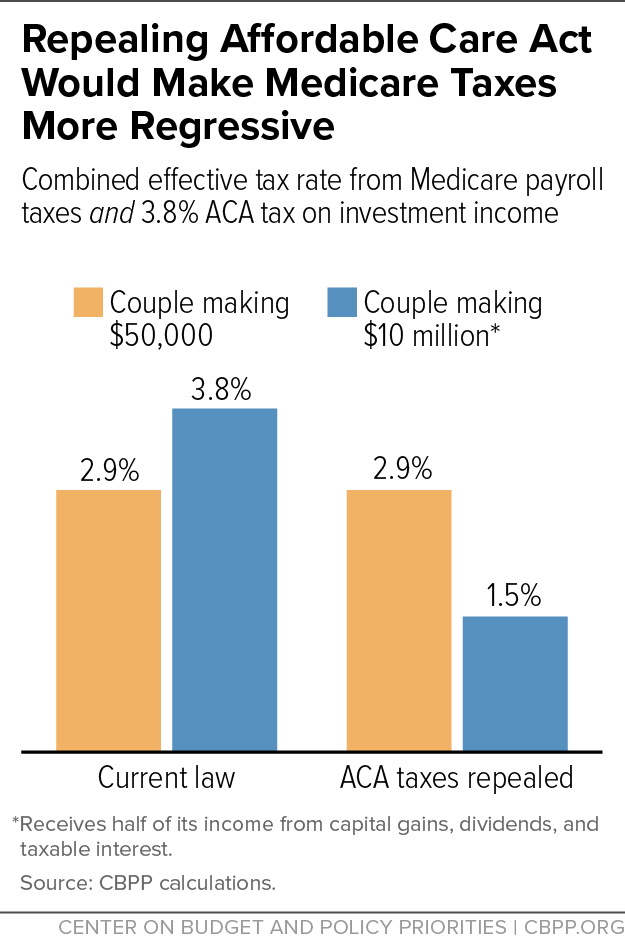 Repealing Affordable Care Act
Would Make Medicare Taxes
More Regressive
Combined effective tax rate from Medicare payroll
taxes and 3.8% ACA tax on investment income
Couple making
$50,000
Couple making
$10 million*
2.9%
3.8%
2.9%
1.5%
Current law
ACA taxes repealed
*Receives half of its income from capital gains, dividends, and
taxable interest.
Source: CBPP calculations.
CENTER ON BUDGET AND POLICY PRIORITIES | CBPP.ORG